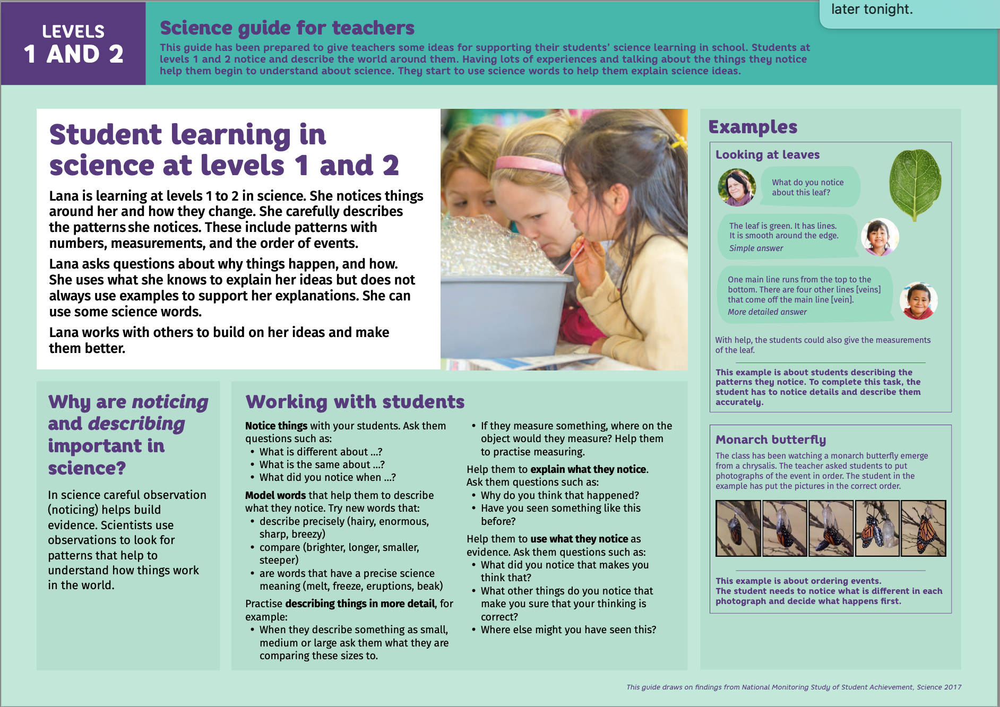 later tonight.
LEVELS
1 AND 2
Science guide for teachers
This guide has been prepared to give teachers some ideas for supporting their students’ science learning in school. Students at
levels 1 and 2 notice and describe the world around them. Having lots of experiences and talking about the things they notice
help them begin to understand about science. They start to use science words to help them explain science ideas.
Student learning in
science at levels 1 and 2
Lana is learning at levels 1 to 2 in science. She notices things
around her and how they change. She carefully describes
the patterns she notices. These include patterns with
numbers, measurements, and the order of events.
Lana asks questions about why things happen, and how.
She uses what she knows to explain her ideas but does not
always use examples to support her explanations. She can
use some science words.
Lana works with others to build on her ideas and make
them better.
Why are noticing
and describing
important in
science?
In science careful observation
(noticing) helps build
evidence. Scientists use
observations to look for
patterns that help to
understand how things work
in the world.
Working with students
Notice things with your students. Ask them
questions such as:
• What is different about ...?
• What is the same about ...?
• What did you notice when ...?
Model words that help them to describe
what they notice. Try new words that:
• describe precisely (hairy, enormous,
sharp, breezy)
• compare (brighter, longer, smaller,
steeper)
• are words that have a precise science
meaning (melt, freeze, eruptions, beak)
Practise describing things in more detail, for
example:
• When they describe something as small,
medium or large ask them what they are
comparing these sizes to.
• If they measure something, where on the
object would they measure? Help them
to practise measuring.
Help them to explain what they notice.
Ask them questions such as:
• Why do you think that happened?
• Have you seen something like this
before?
Help them to use what they notice as
evidence. Ask them questions such as:
• What did you notice that makes you
think that?
• What other things do you notice that
make you sure that your thinking is
correct?
• Where else might you have seen this?
Examples
Looking at leaves
What do you notice
about this leaf?
The leaf is green. It has lines.
It is smooth around the edge.
Simple answer
One main line runs from the top to the
bottom. There are four other lines [veins]
that come off the main line [vein].
More detailed answer
With help, the students could also give the measurements
of the leaf.
This example is about students describing the
patterns they notice. To complete this task, the
student has to notice details and describe them
accurately.
Monarch butterfly
The class has been watching a monarch butterfly emerge
from a chrysalis. The teacher asked students to put
photographs of the event in order. The student in the
example has put the pictures in the correct order.
This example is about ordering events.
The student needs to notice what is different in each
photograph and decide what happens first.
This guide draws on findings from National Monitoring Study of Student Achievement, Science 2017